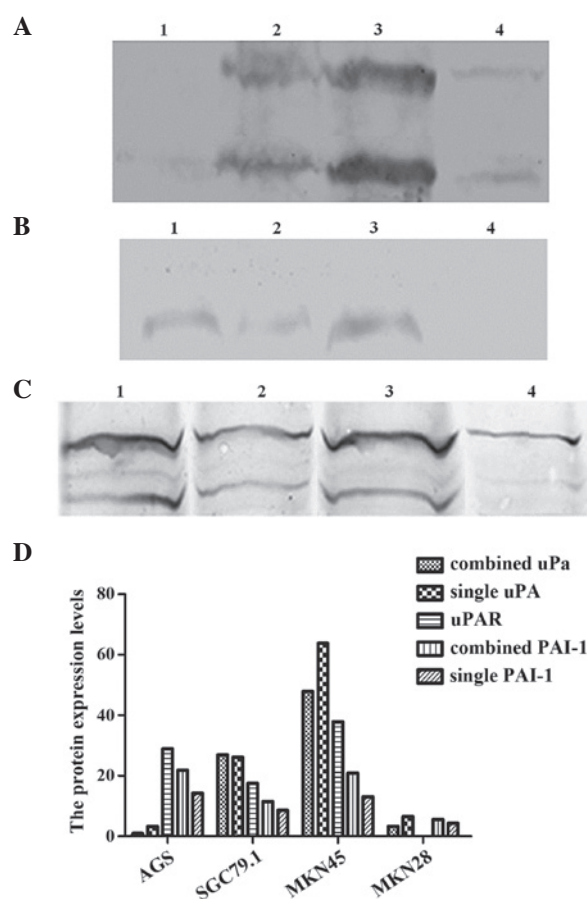 A
1 2 3 4
B
1 2 3 4
C
1 2 3 4
D
combined uPa
single uPA
uPAR
combined PAI-1
single PAI-1
The protein expression levels
80
60
40
20
0
AGS
SGC79.1
MKN45
MKN28